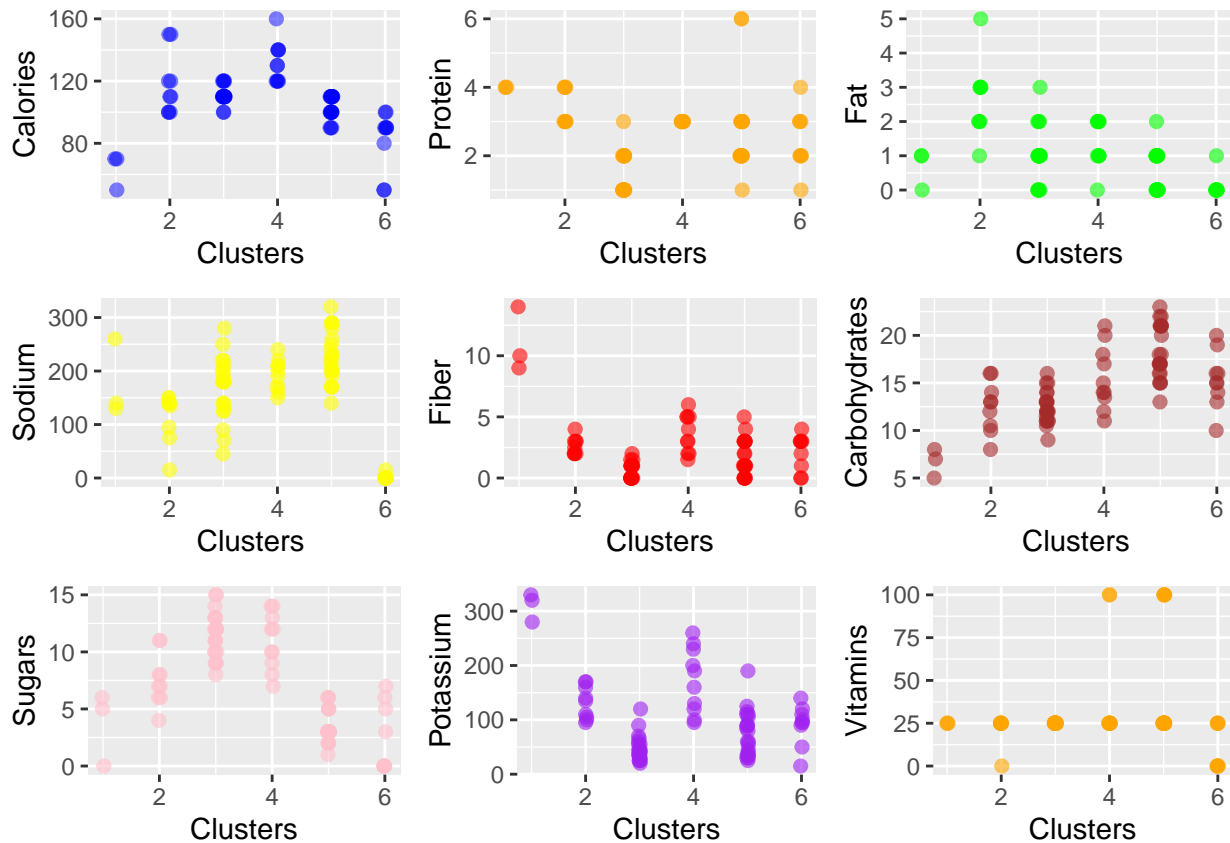 Calories
160
120
80
2 4 6
Clusters
Protein
6
4
2
2 4 6
Clusters
Fat
5
4
3
2
1
0
2 4 6
Clusters
Sodium
300
200
100
0
2 4 6
Clusters
Fiber
10
5
0
2 4 6
Clusters
Carbohydrates
20
15
10
5
2 4 6
Clusters
Sugars
15
10
5
0
2 4 6
Clusters
Potassium
300
200
100
0
2 4 6
Clusters
Vitamins
100
75
50
25
0
2 4 6
Clusters